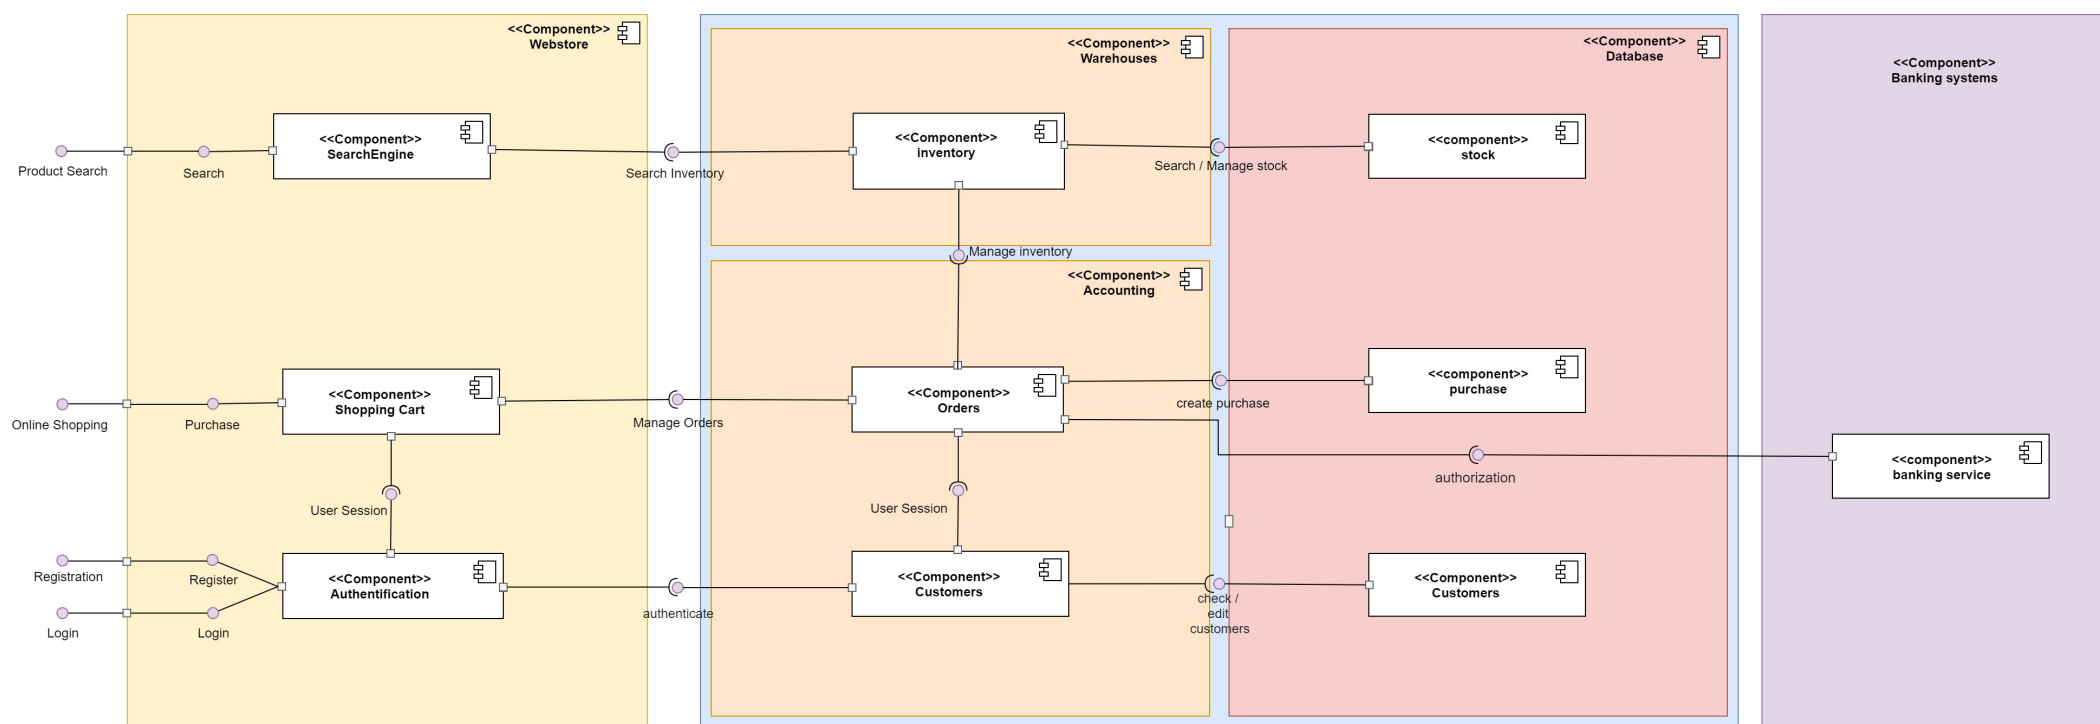 <<Component>>
Webstore
<<Component>>
Warehouses
<<Component>>
Database
<<Component>>
Banking systems
<<Component>>
SearchEngine
<<Component>>
inventory
<<component>>
stock
Product Search
Search
Search Inventory
Search / Manage stock
Manage inventory
<<Component>>
Accounting
<<Component>>
Shopping Cart
<<Component>>
Orders
<<component>>
purchase
Online Shopping
Purchase
Manage Orders
create purchase
authorization
<<component>>
banking service
User Session
User Session
Registration
Register
<<Component>>
Authentification
<<Component>>
Customers
<<Component>>
Customers
Login
Login
authenticate
check /
edit
customers